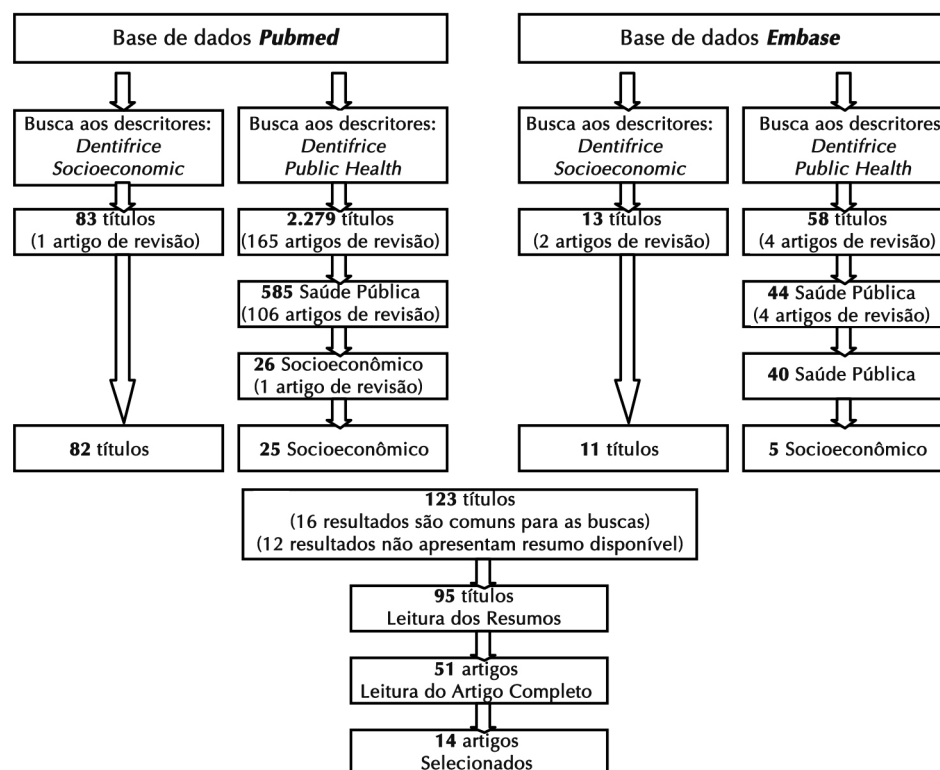 Base de dados Pubmed
Busca aos descritores:
Dentifrice
Socioeconomic
83 títulos
(1 artigo de revisão)
82 títulos
Busca aos descritores:
Dentifrice
Public Health
2.279 títulos
(165 artigos de revisão)
585 Saúde Pública
(106 artigos de revisão)
26 Socioeconômico
(1 artigo de revisão)
25 Socioeconômico
Base de dados Embase
Busca aos descritores:
Dentifrice
Socioeconomic
13 títulos
(2 artigos de revisão)
11 títulos
Busca aos descritores
Dentifrice
Public Health
58 títulos
(4 artigos de revisão)
44 Saúde Pública
(4 artigos de revisão)
40 Saúde Pública
5 Socioeconômico
123 títulos
(16 resultados são comuns para as buscas)
(12 resultados não apresentam resumo disponível)
95 títulos
Leitura dos Resumos
51 artigos
Leitura do Artigo Completo
14 artigos
Selecionados